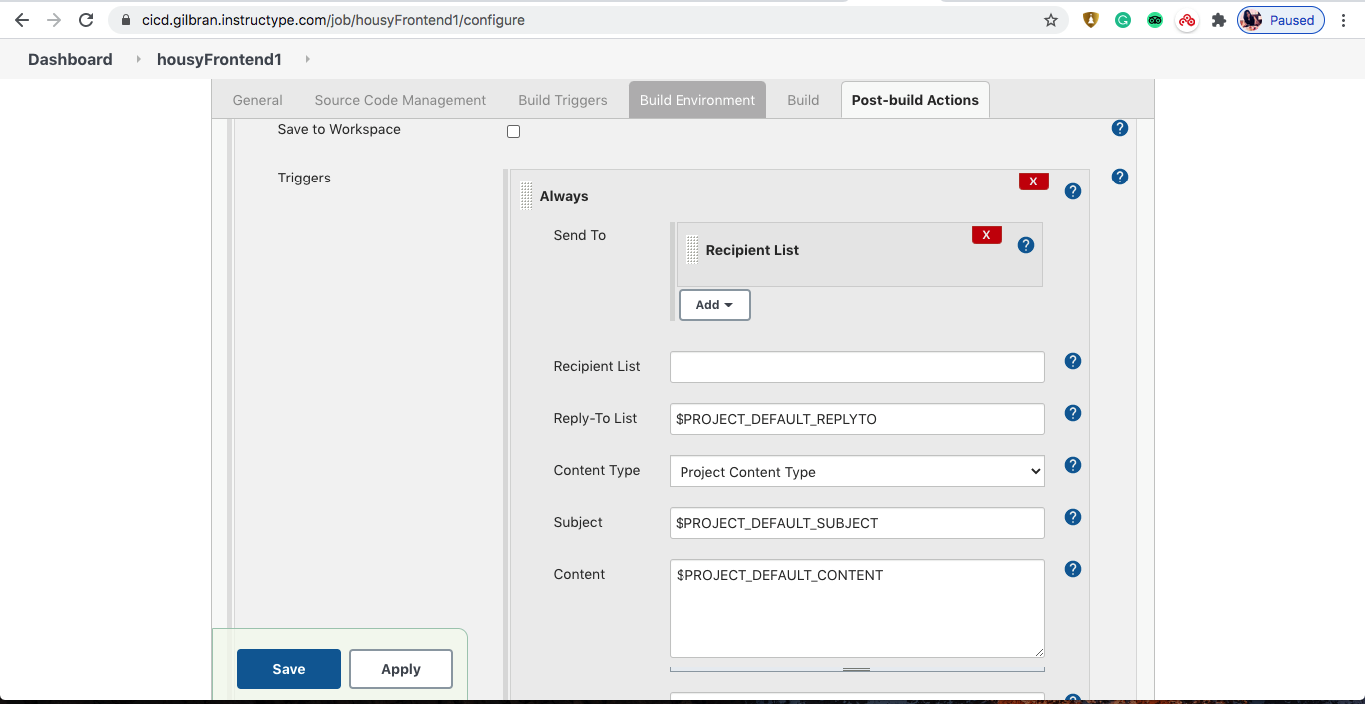 cicd.gilbran.instructype.com/job/housyFrontend1/configure
Paused
Dashboard housyFrontend1
General Source Code Management Build Triggers Build Environment Build Post-build Actions
Save to Workspace
Triggers
X
Always
Send To
X
Recipient List
Add
Recipient List
Reply-To List $PROJECT_DEFAULT_REPLYTO
Content Type Project Content Type
Subject $PROJECT_DEFAULT_SUBJECT
Content $PROJECT_DEFAULT_CONTENT
Save Apply